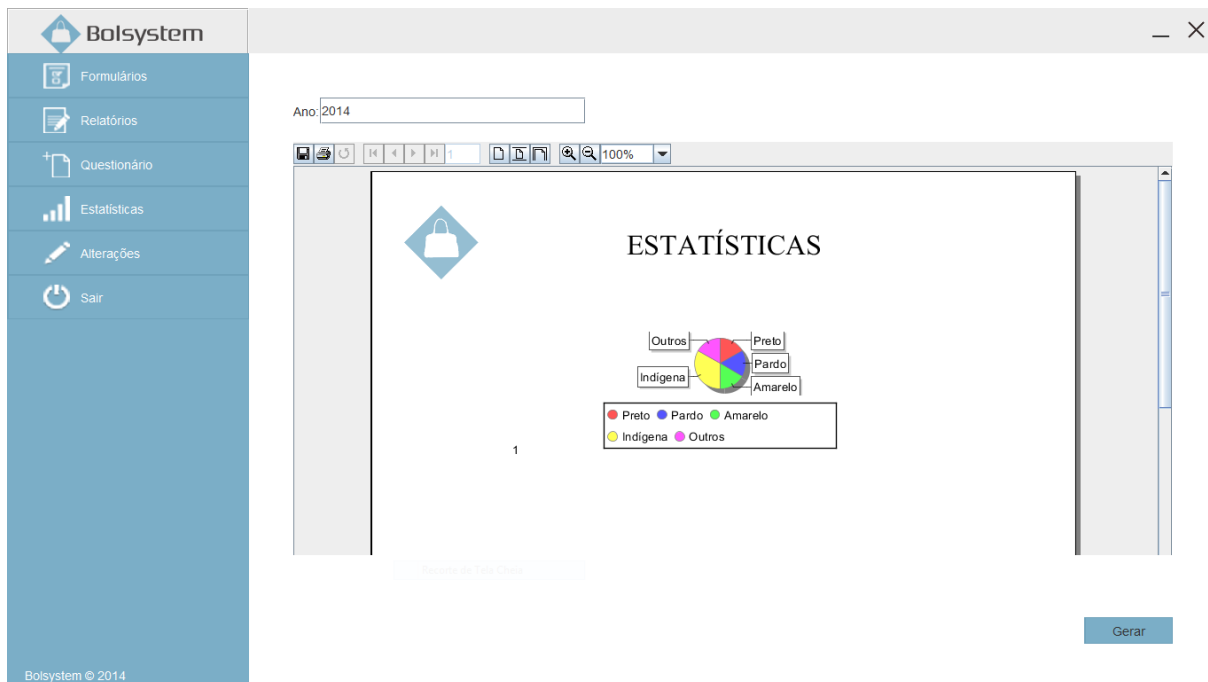 Bolsystem
Formulários
Relatórios
Questionário
Estatísticas
Alterações
Sair
Bolsystem © 2014
Ano: 2014
1
100%
ESTATÍSTICAS
Outros
Preto
Pardo
Indígena
Amarelo
Preto Pardo Amarelo
Indígena Outros
1
Gerar